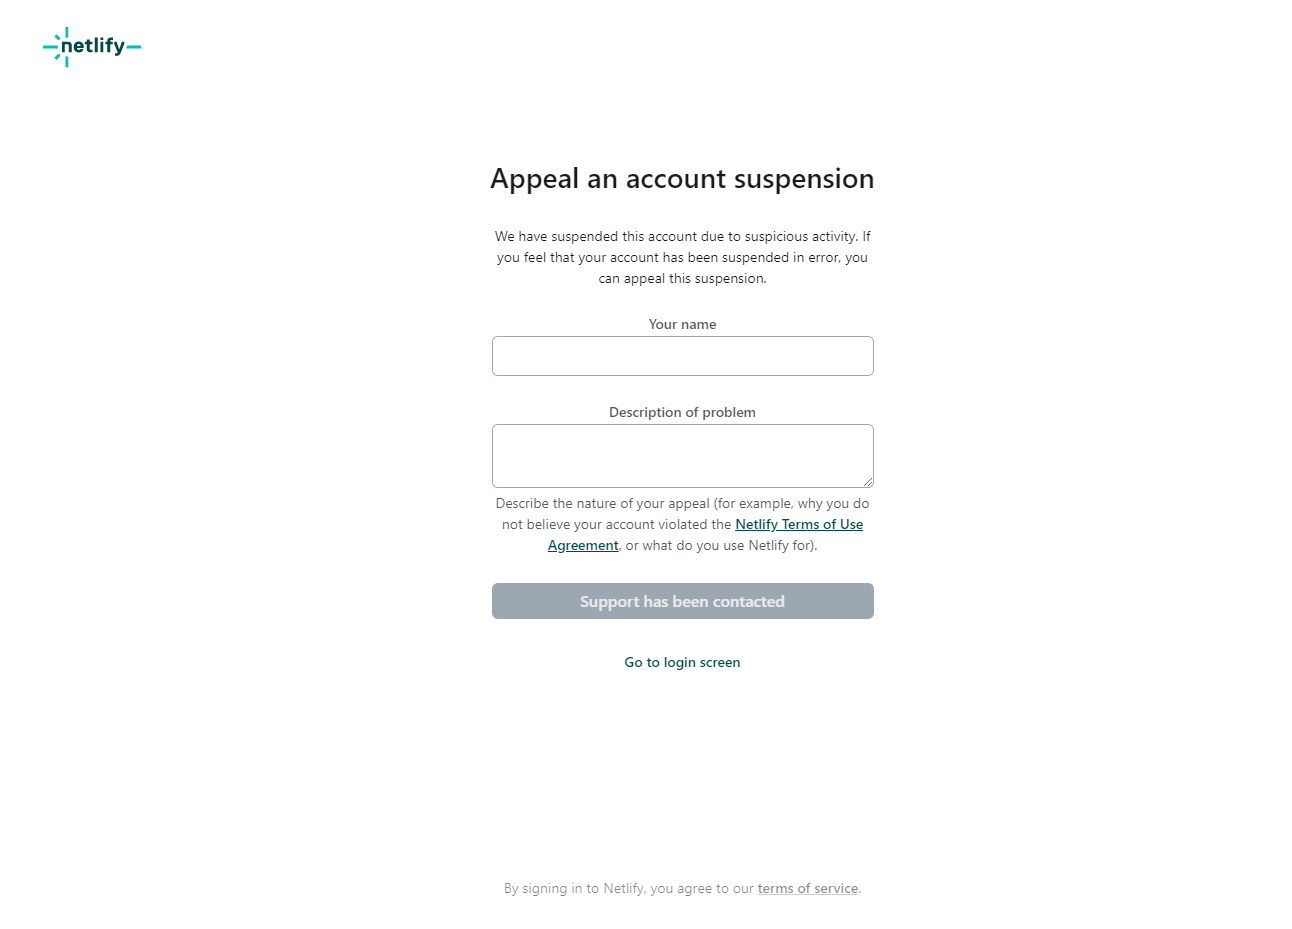 netlify
Appeal an account suspension
We have suspended this account due to suspicious activity. If
you feel that your account has been suspended in error, you
can appeal this suspension.
Your name
Description of problem
Describe the nature of your appeal (for example, why you do
not believe your account violated the Netlify Terms of Use
Agreement, or what do you use Netlify for).
Support has been contacted
Go to login screen
By signing in to Netlify, you agree to our terms of service.